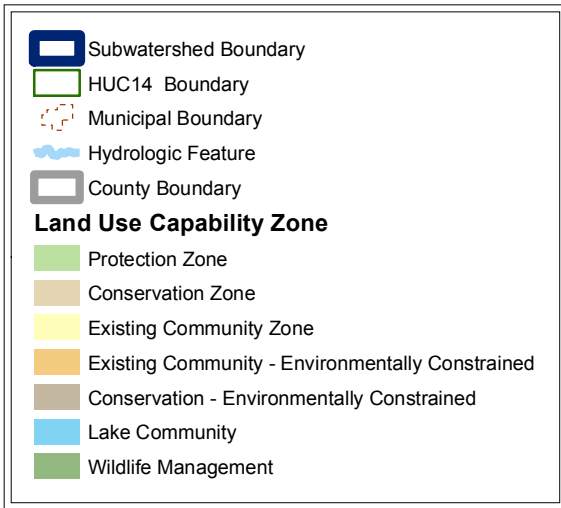 Subwatershed Boundary
HUC14 Boundary
Municipal Boundary
Hydrologic Feature
County Boundary
Land Use Capability Zone
Protection Zone
Conservation Zone
Existing Community Zone
Existing Community - Environmentally Constrained
Conservation - Environmentally Constrained
Lake Community
Wildlife Management